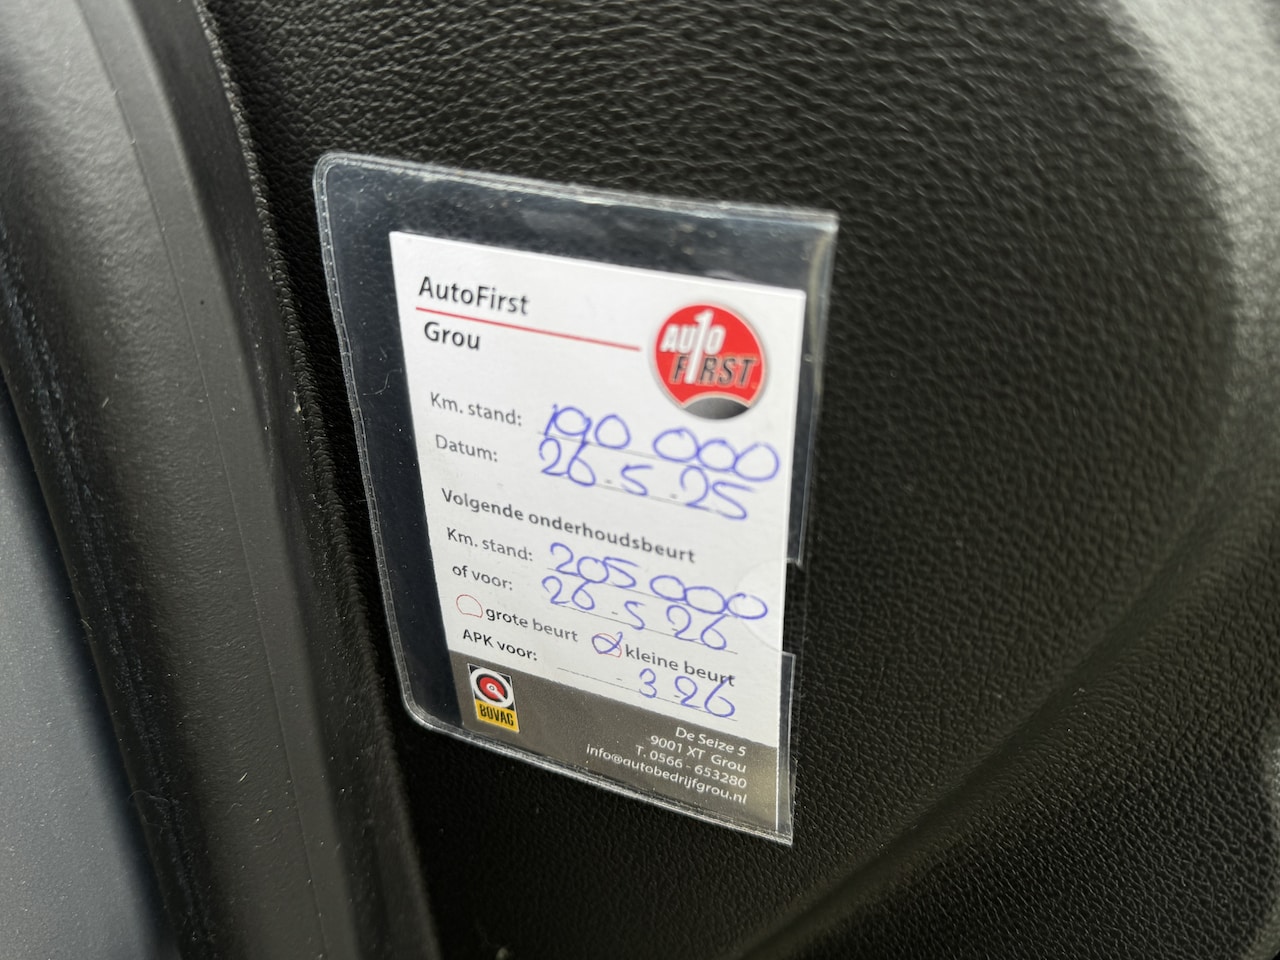 AutoFirst
Grou
AUTO
FIRST
Km. stand: 190 000
Datum: 26.5.25
Volgende onderhoudsbeurt
Km. stand: 205 000
of voor: 26.5 26
grote beurt kleine beurt
APK voor: .3.26
BOVAG
De Seize 5
9001 XT Grou
T. 0566 - 653280
info@autobedrijfgrou.nl